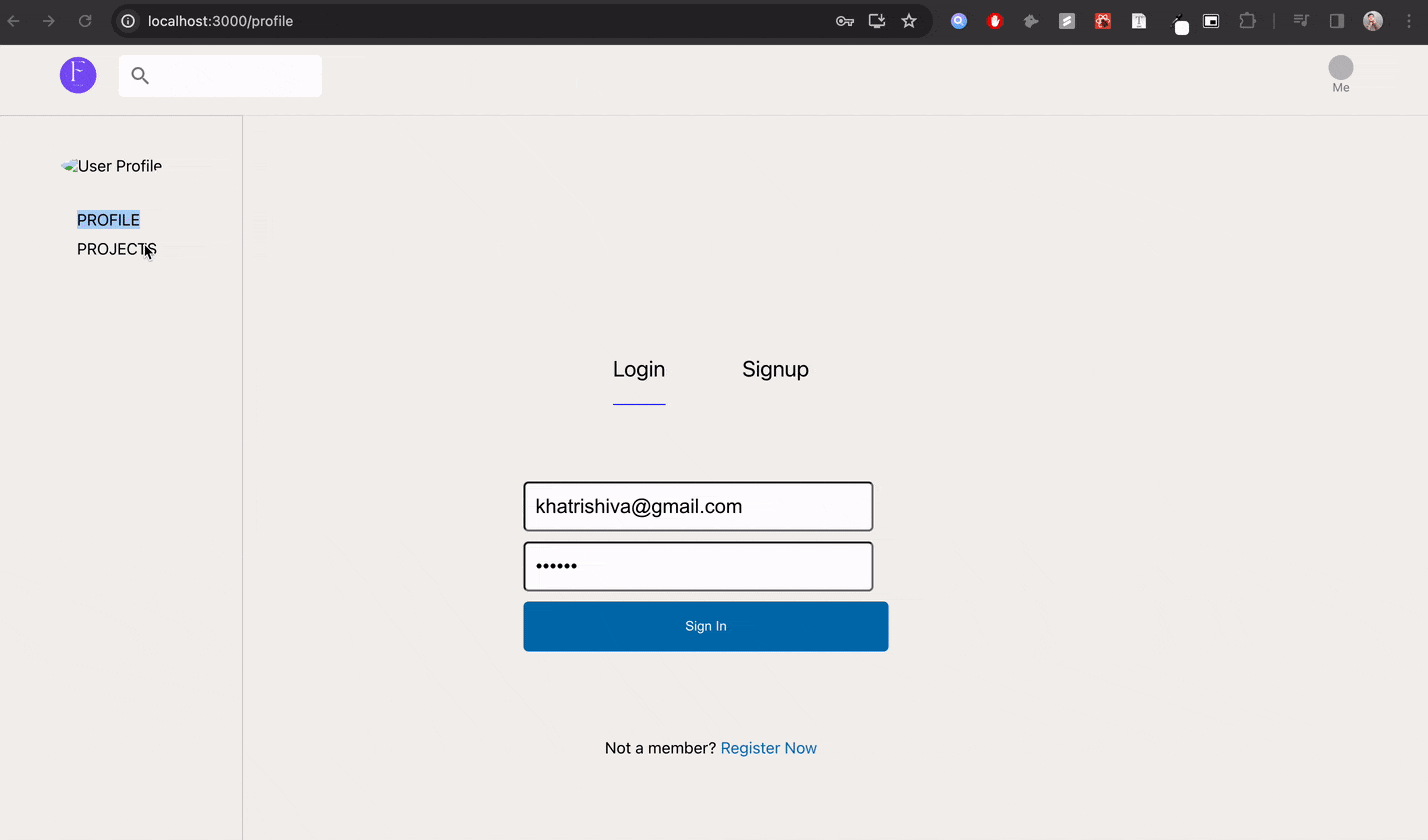 localhost:3000/profile
F
Me
User Profile
PROFILE
PROJECTS
Login Signup
khatrishiva@gmail.com
••••••
Sign In
Not a member? Register Now